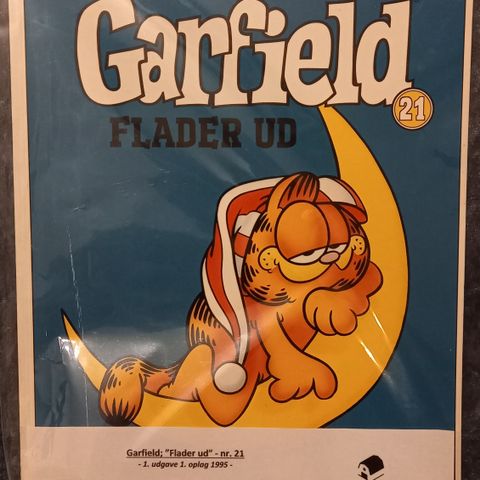 Garfield
21
FLADER UD
Garfield; "Flader ud" - nr. 21
- 1. udgave 1. oplag 1995 -